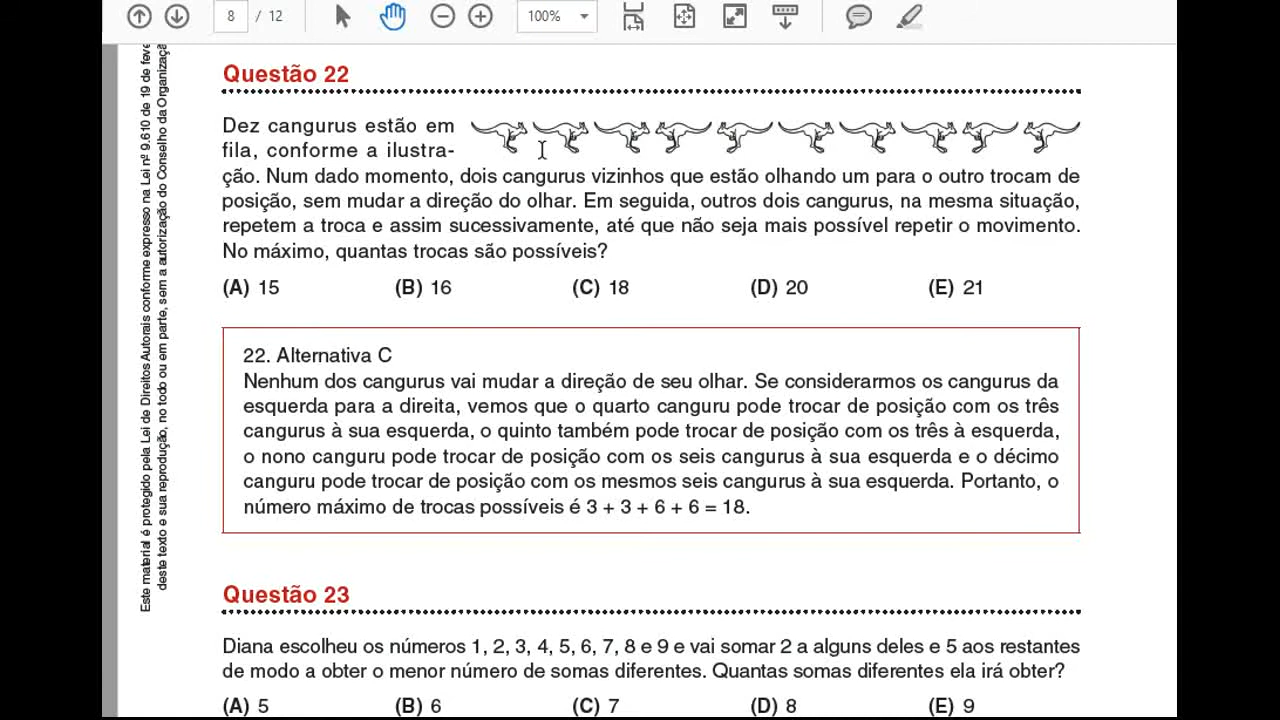 8 / 12
100%
Este material é protegido pela Lei de Direitos Autorais conforme expresso na Lei nº 9.610 de 19 de feve
deste texto e sua reprodução, no todo ou em parte, sem a autorização do Conselho da Organizaçã
Questão 22
Dez cangurus estão em
fila, conforme a ilustra-
ção. Num dado momento, dois cangurus vizinhos que estão olhando um para o outro trocam de
posição, sem mudar a direção do olhar. Em seguida, outros dois cangurus, na mesma situação,
repetem a troca e assim sucessivamente, até que não seja mais possível repetir o movimento.
No máximo, quantas trocas são possíveis?
(A) 15 (B) 16 (C) 18 (D) 20 (E) 21
22. Alternativa C
Nenhum dos cangurus vai mudar a direção de seu olhar. Se considerarmos os cangurus da
esquerda para a direita, vemos que o quarto canguru pode trocar de posição com os três
cangurus à sua esquerda, o quinto também pode trocar de posição com os três à esquerda,
o nono canguru pode trocar de posição com os seis cangurus à sua esquerda e o décimo
canguru pode trocar de posição com os mesmos seis cangurus à sua esquerda. Portanto, o
número máximo de trocas possíveis é 3 + 3 + 6 + 6 = 18.
Questão 23
Diana escolheu os números 1, 2, 3, 4, 5, 6, 7, 8 e 9 e vai somar 2 a alguns deles e 5 aos restantes
de modo a obter o menor número de somas diferentes. Quantas somas diferentes ela irá obter?
(A) 5 (B) 6 (C) 7 (D) 8 (E) 9